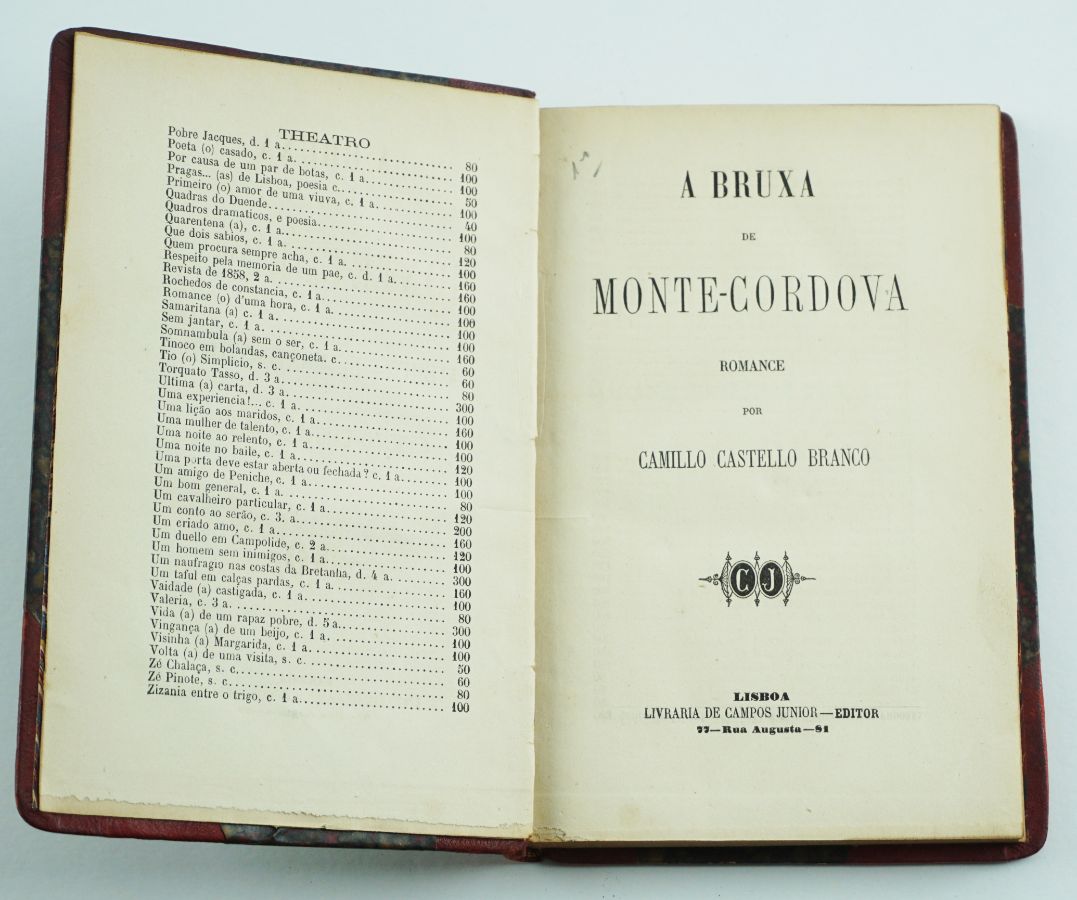 THEATRO
Pobre Jacques, d. 1 a. 80
Poeta (o) casado, c. 1 a. 100
Por causa de um par de botas, c. 1 a. 100
Pragas... (as) de Lisboa, poesia c. 50
Primeiro (o) amor de uma viuva, c. 1 a. 100
Quadras do Duende 40
Quadros dramaticos, e poesia. 100
Quarentena (a), c. 1 a. 80
Que dois sabios, c. 1 a. 120
Quem procura sempre acha, c. 1 a. 100
Respeito pela memoria de um pae, c. d. 1 a. 160
Revista de 1858, 2 a. 160
Rochedos de constancia, c. 1 a. 100
Romance (o) d'uma hora, c. 1 a. 100
Samaritana (a) c. 1 a. 100
Sem jantar, c. 1 a. 100
Somnambula (a) sem o ser, c. 1 a. 160
Tinoco em bolandas, cançoneta. c. 60
Tio (o) Simplicio, s. c. 60
Torquato Tasso, d. 3 a. 80
Ultima (a) carta, d. 3 a. 300
Uma experiencia!... c. 1 a. 100
Uma lição aos maridos, c. 1 a. 160
Uma mulher de talento, c. 1 a. 100
Uma noite ao relento, c. 1 a. 100
Uma noite no baile, c. 1 a. 120
Uma porta deve estar aberta ou fechada? c. 1 a. 100
Um amigo de Peniche, c. 1 a. 100
Um bom general, c. 1 a. 80
Um cavalheiro particular, c. 1 a. 120
Um conto ao serão, c. 3. a. 200
Um criado amo, c. 1 a. 160
Um duello em Campolide, c. 2 a. 120
Um homem sem inimigos, c. 1 a. 100
Um naufragio nas costas da Bretanha, d. 4 a. 300
Um taful em calças pardas, c. 1 a. 160
Vaidade (a) castigada, c. 1 a. 100
Valeria, c. 3 a. 80
Vida (a) de um rapaz pobre, d. 5 a. 300
Vingança (a) de um beijo, c. 1 a. 100
Visinha (a) Margarida, c. 1 a. 100
Volta (a) de uma visita, s. c. 50
Zé Chalaça, s. c. 60
Zé Pinote, s. c. 80
Zizania entre o trigo, c. 1 a. 100
A BRUXA
DE
MONTE-CORDOVA
ROMANCE
POR
CAMILLO CASTELLO BRANCO
C J
LISBOA
LIVRARIA DE CAMPOS JUNIOR—EDITOR
77—Rua Augusta—81